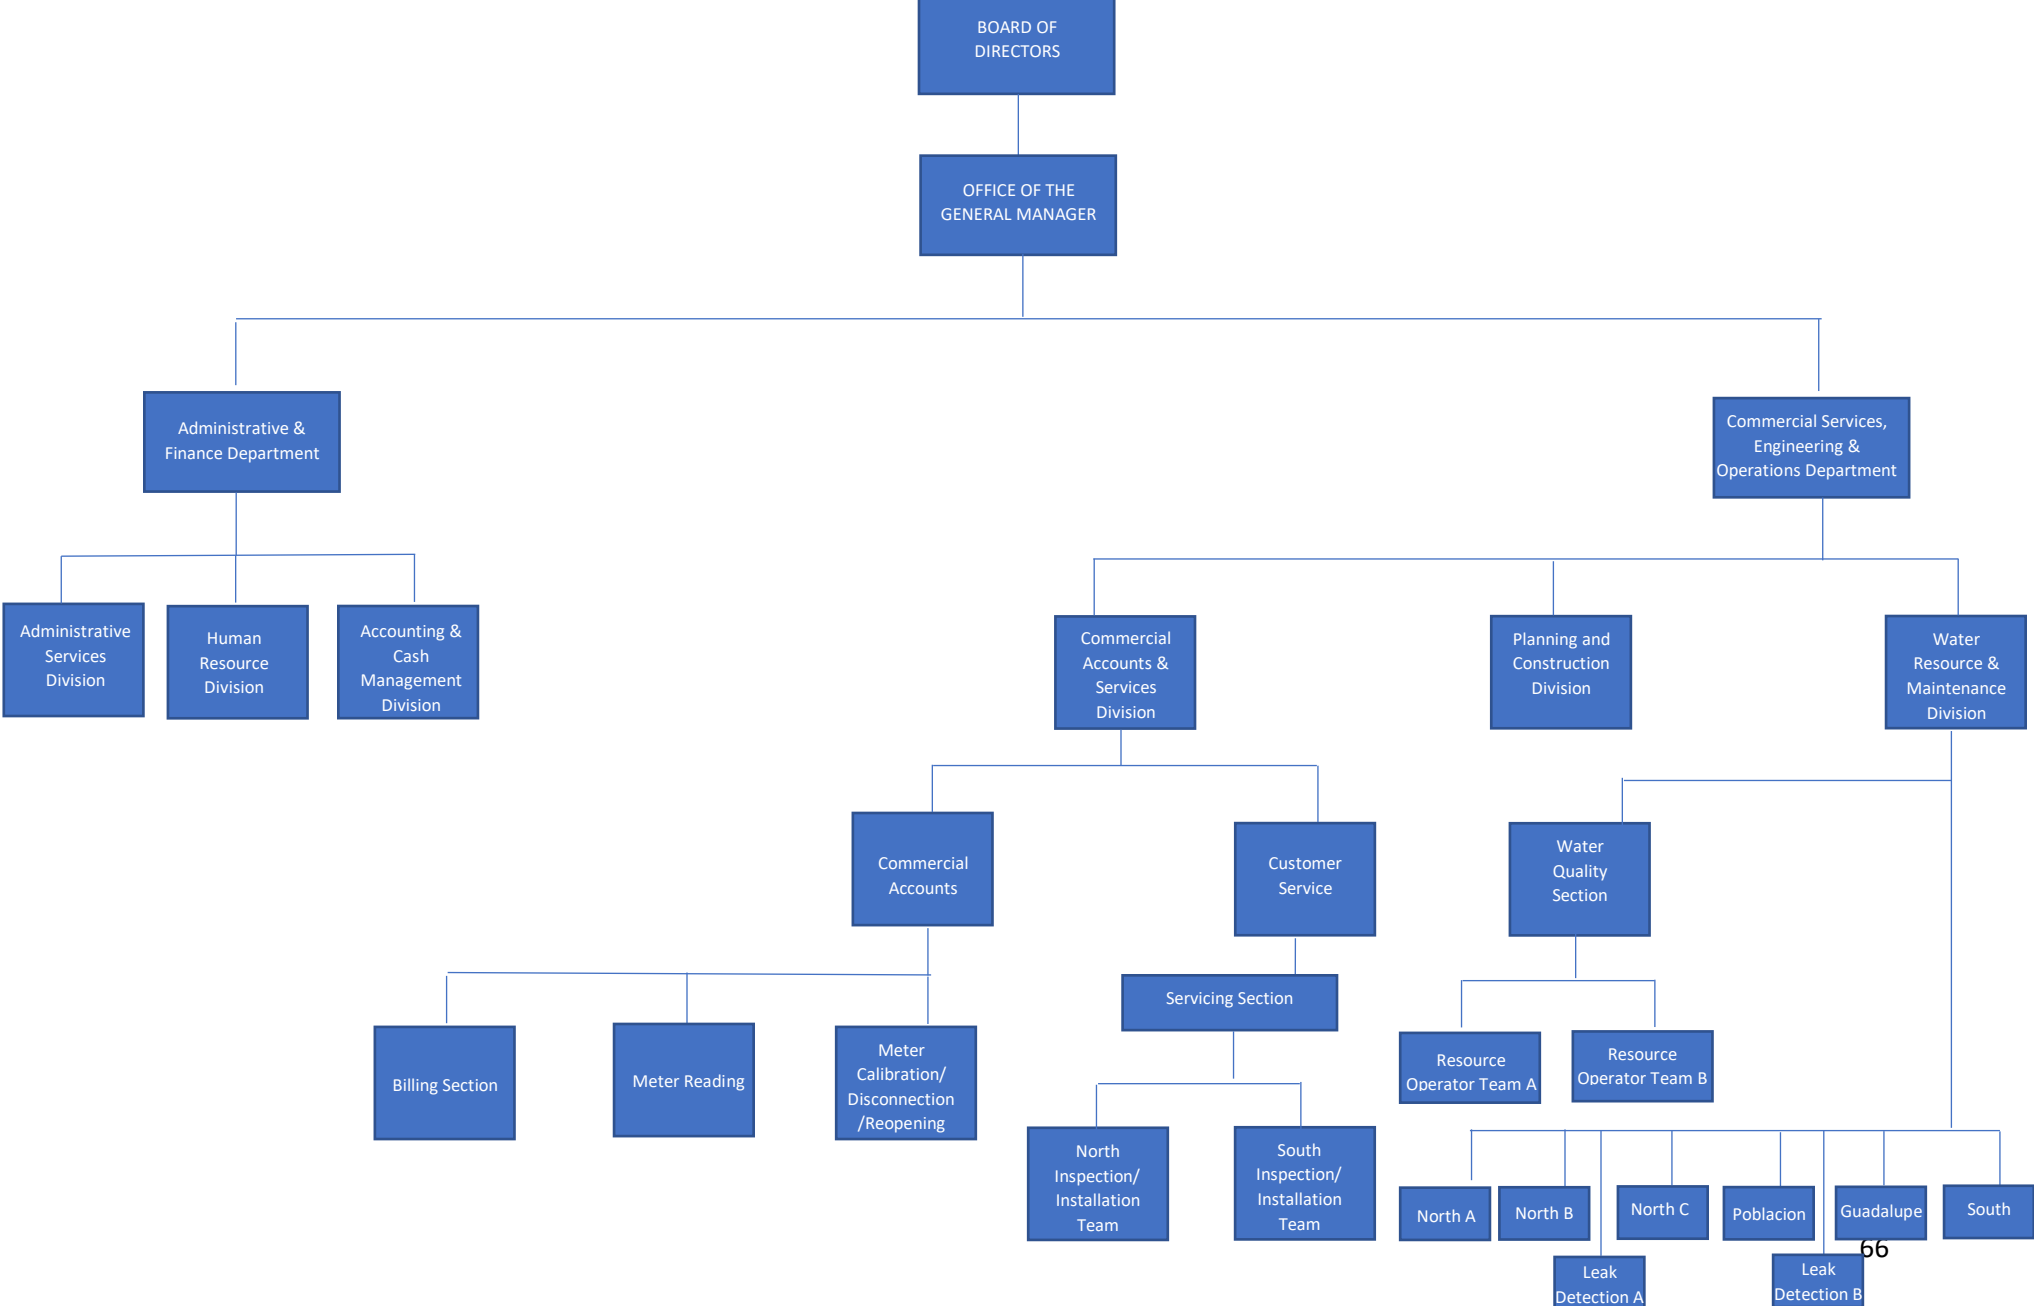 BOARD OF
DIRECTORS
OFFICE OF THE
GENERAL MANAGER
Administrative &
Finance Department
Commercial Services,
Engineering &
Operations Department
Administrative
Services
Division
Human
Resource
Division
Accounting &
Cash
Management
Division
Commercial
Accounts &
Services
Division
Planning and
Construction
Division
Water
Resource &
Maintenance
Division
Commercial
Accounts
Customer
Service
Water
Quality
Section
Servicing Section
Billing Section
Meter Reading
Meter
Calibration/
Disconnection
/Reopening
Resource
Operator Team A
Resource
Operator Team B
North
Inspection/
Installation
Team
South
Inspection/
Installation
Team
North A
North B
North C
Poblacion
Guadalupe
South
66
Leak
Detection A
Leak
Detection B